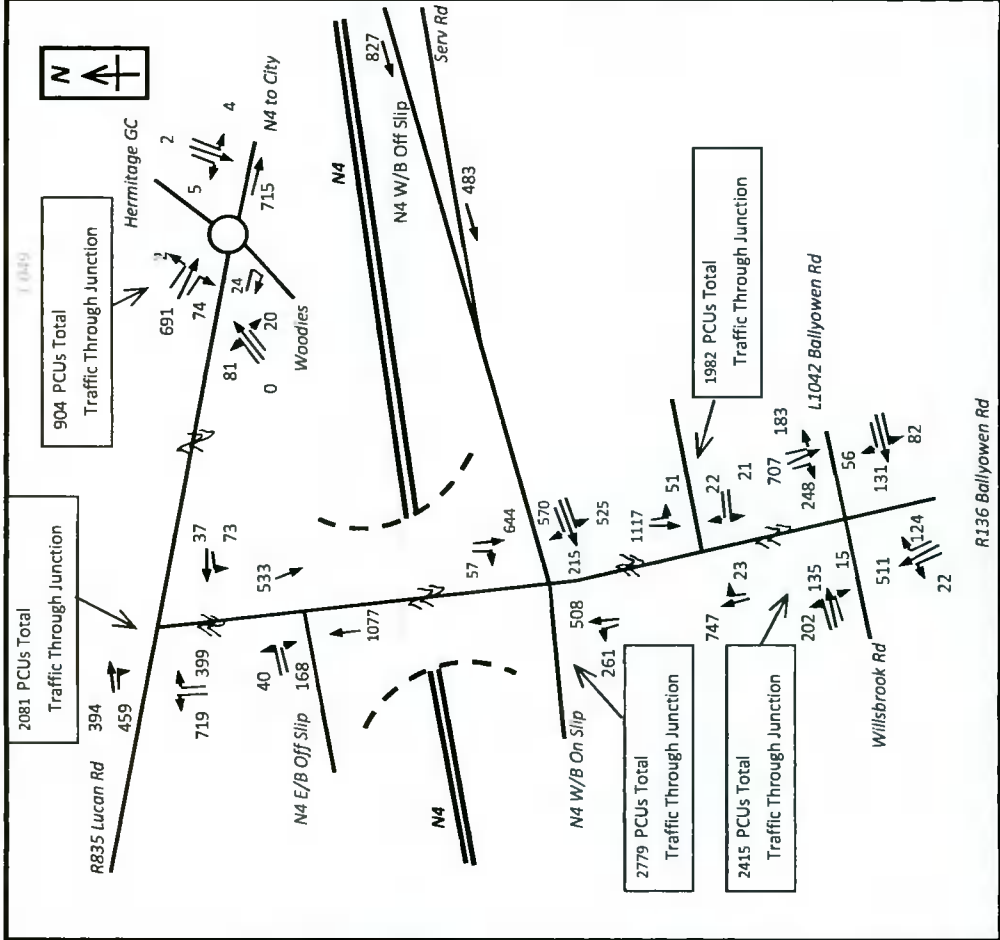 N
1049
904 PCUs Total
Traffic Through Junction
Hermitage GC
2
5
4
N4 to City
715
691
74
24
81
20
0
Woodies
2081 PCUs Total
Traffic Through Junction
R835 Lucan Rd
394
459
37
73
719
399
533
40
168
1077
N4 E/B Off Slip
N4
827
Serv Rd
N4 W/B Off Slip
483
N4
57
644
570
215
525
508
261
N4 W/B On Slip
2779 PCUs Total
Traffic Through Junction
1117
51
22
21
1982 PCUs Total
Traffic Through Junction
747
23
2415 PCUs Total
Traffic Through Junction
707
183
248
L1042 Ballyowen Rd
202
135
15
56
131
82
511
124
22
Willsbrook Rd
R136 Ballyowen Rd